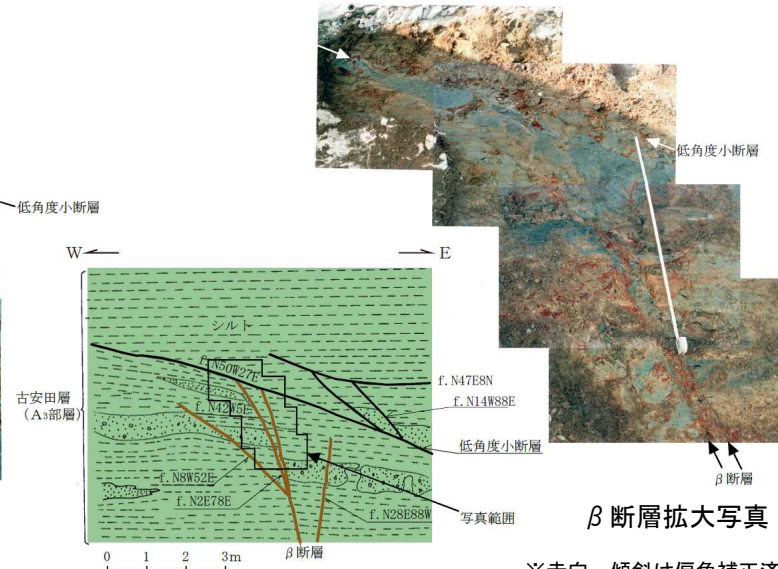 低角度小断層
低角度小断層
W
E
シルト
f.N50W27E
f.N47E8N
f.N42W5E
f.N14W88E
古安田層
(A3部層)
低角度小断層
f.N8W52E
f.N2E78E
f.N28E88W
写真範囲
β断層
β断層
β断層拡大写真
0 1 2 3m